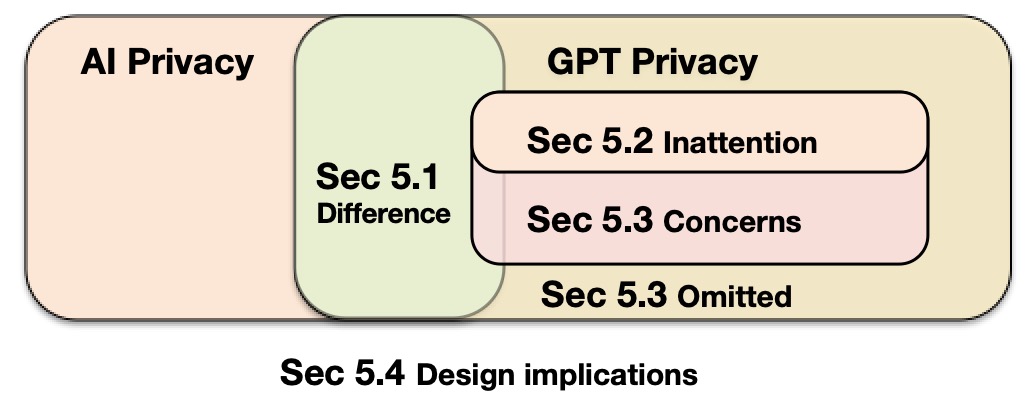 AI Privacy
GPT Privacy
Sec 5.1
Difference
Sec 5.2 Inattention
Sec 5.3 Concerns
Sec 5.3 Omitted
Sec 5.4 Design implications